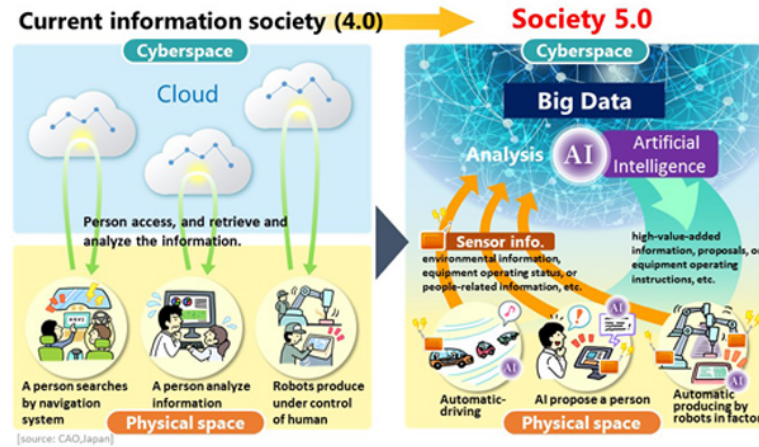 Current information society (4.0)
Society 5.0
Cyberspace
Cloud
Person access, and retrieve and
analyze the information.
A person searches
by navigation
system
A person analyze
information
Robots produce
under control
of human
Physical space
[source: CAO,Japan]
Cyberspace
Big Data
Analysis
AI
Artificial
Intelligence
Sensor info.
environmental information,
equipment operating status, or
people-related information, etc.
high-value-added
information, proposals, or
equipment operating
instructions, etc.
AI
AI
AI
Automatic-
driving
AI propose a person
Automatic
producing by
robots in factor
Physical space